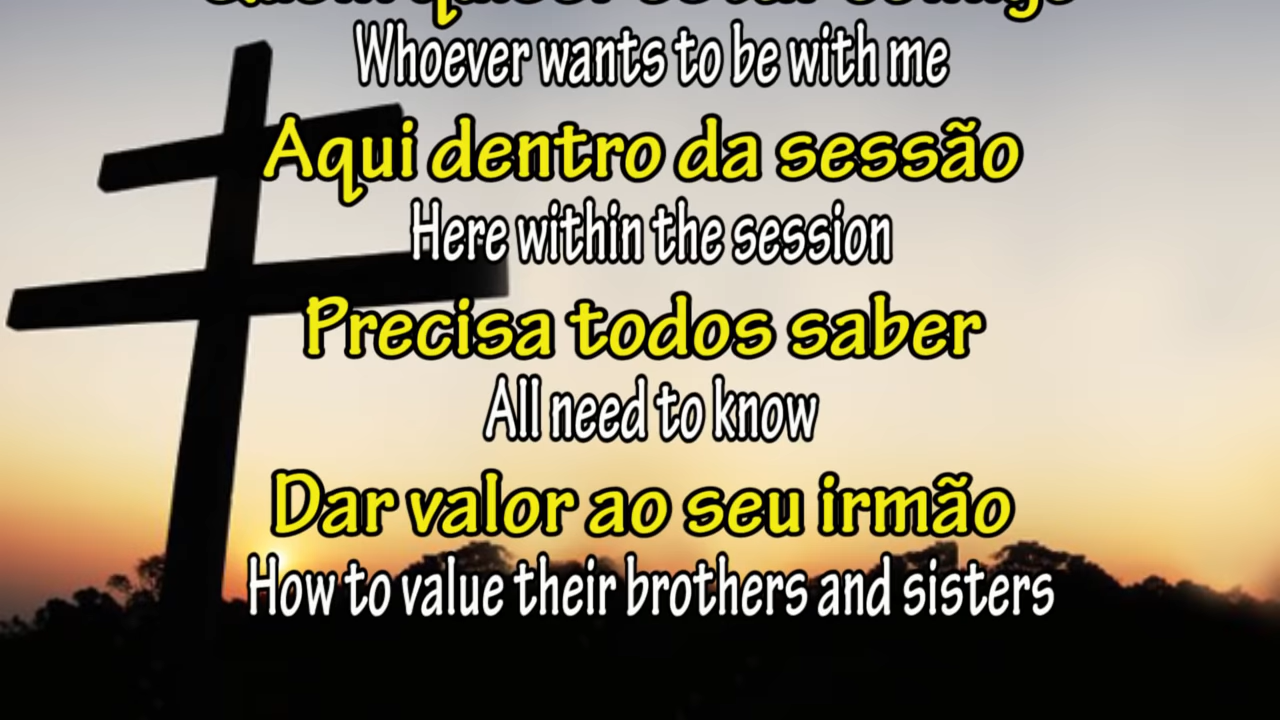 Whoever wants to be with me
Aqui dentro da sessão
Here within the session
Precisa todos saber
All need to know
Dar valor ao seu irmão
How to value their brothers and sisters